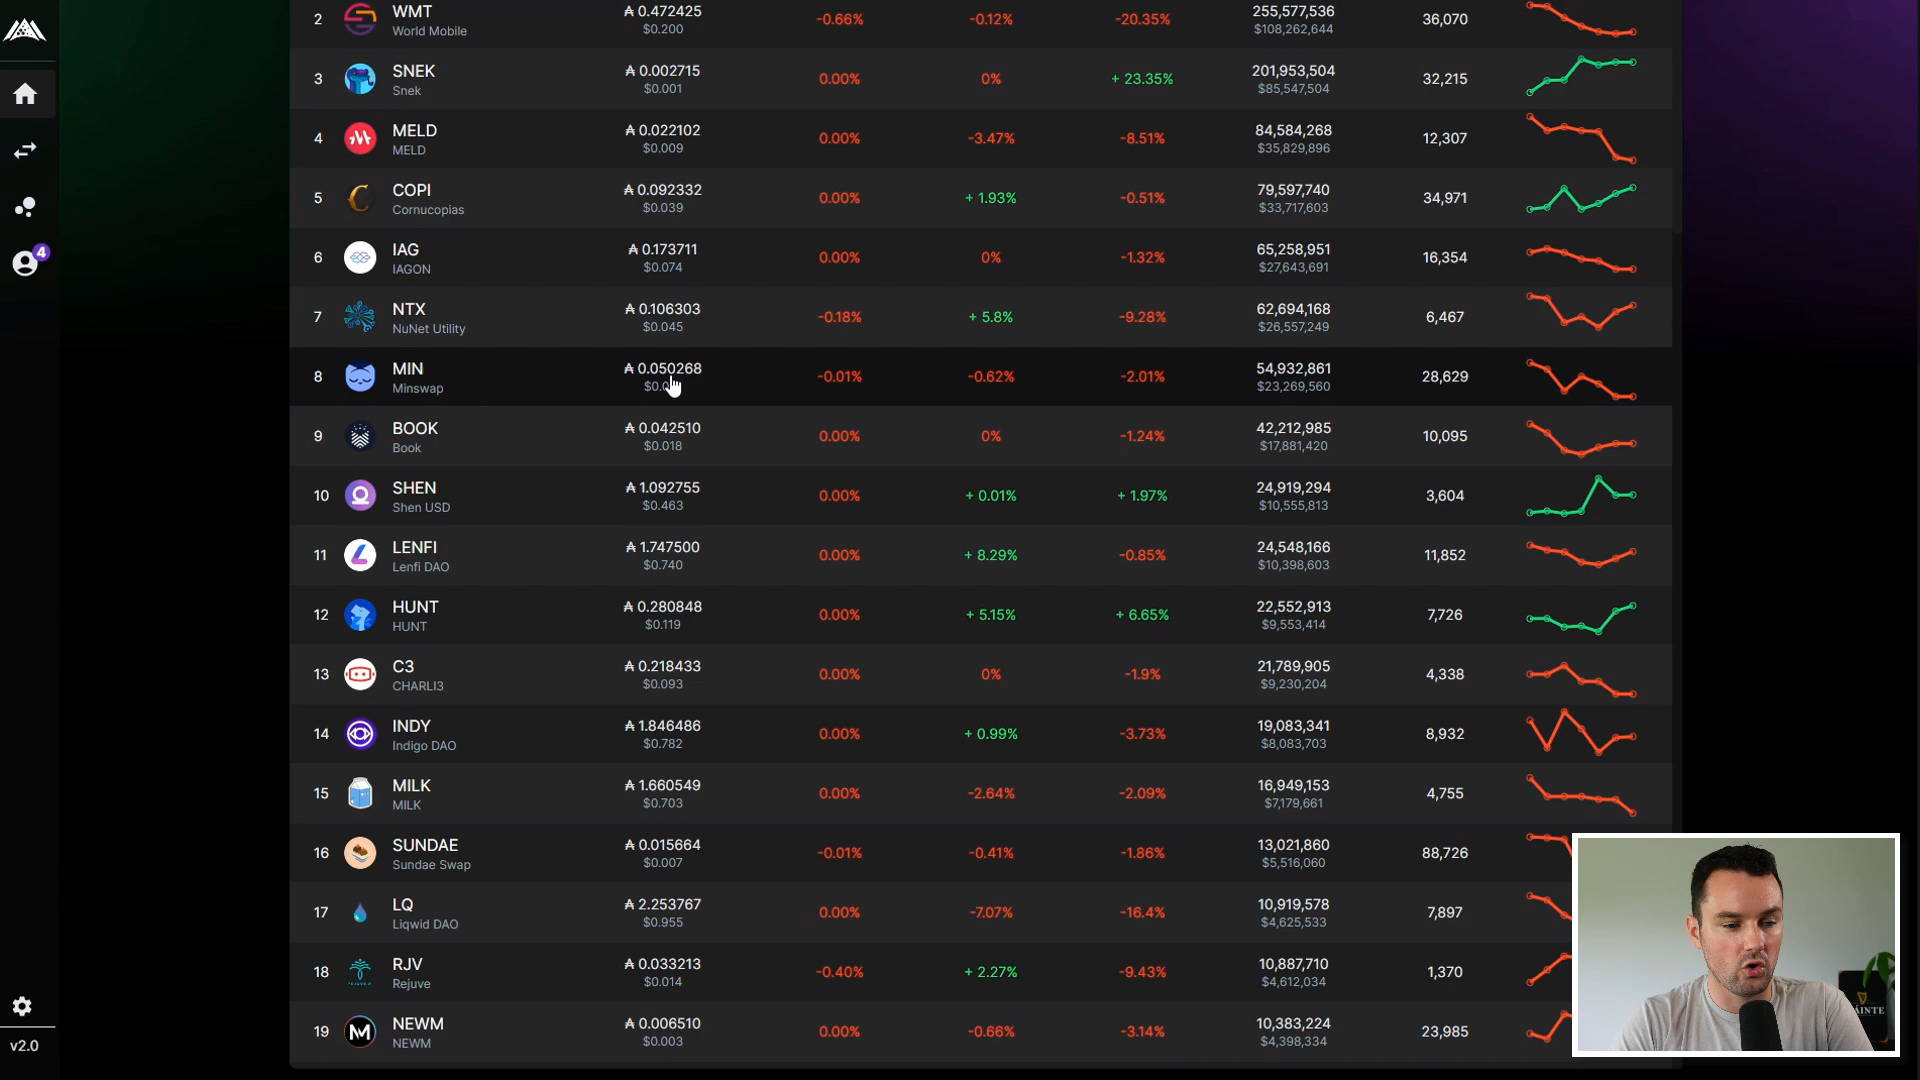 2 WMT ₳ 0.472425 -0.66% -0.12% -20.35% 255,577,536 36,070
World Mobile $0.200 $108,262,644
3 SNEK ₳ 0.002715 0.00% 0% + 23.35% 201,953,504 32,215
Snek $0.001 $85,547,504
4 MELD ₳ 0.022102 0.00% -3.47% -8.51% 84,584,268 12,307
MELD $0.009 $35,829,896
5 COPI ₳ 0.092332 0.00% + 1.93% -0.51% 79,597,740 34,971
Cornucopias $0.039 $33,717,603
4
6 IAG ₳ 0.173711 0.00% 0% -1.32% 65,258,951 16,354
IAGON $0.074 $27,643,691
7 NTX ₳ 0.106303 -0.18% + 5.8% -9.28% 62,694,168 6,467
NuNet Utility $0.045 $26,557,249
8 MIN ₳ 0.050268 -0.01% -0.62% -2.01% 54,932,861 28,629
Minswap $23,269,560
9 BOOK ₳ 0.042510 0.00% 0% -1.24% 42,212,985 10,095
Book $0.018 $17,881,420
10 SHEN ₳ 1.092755 0.00% + 0.01% + 1.97% 24,919,294 3,604
Shen USD $0.463 $10,555,813
11 LENFI ₳ 1.747500 0.00% + 8.29% -0.85% 24,548,166 11,852
Lenfi DAO $0.740 $10,398,603
12 HUNT ₳ 0.280848 0.00% + 5.15% + 6.65% 22,552,913 7,726
HUNT $0.119 $9,553,414
13 C3 ₳ 0.218433 0.00% 0% -1.9% 21,789,905 4,338
CHARLI3 $0.093 $9,230,204
14 INDY ₳ 1.846486 0.00% + 0.99% -3.73% 19,083,341 8,932
Indigo DAO $0.782 $8,083,703
15 MILK ₳ 1.660549 0.00% -2.64% -2.09% 16,949,153 4,755
MILK $0.703 $7,179,661
16 SUNDAE ₳ 0.015664 -0.01% -0.41% -1.86% 13,021,860 88,726
Sundae Swap $0.007 $5,516,060
17 LQ ₳ 2.253767 0.00% -7.07% -16.4% 10,919,578 7,897
Liqwid DAO $0.955 $4,625,533
18 RJV ₳ 0.033213 -0.40% + 2.27% -9.43% 10,887,710 1,370
Rejuve $0.014 $4,612,034
19 NEWM ₳ 0.006510 0.00% -0.66% -3.14% 10,383,224 23,985
NEWM $0.003 $4,398,334
v2.0